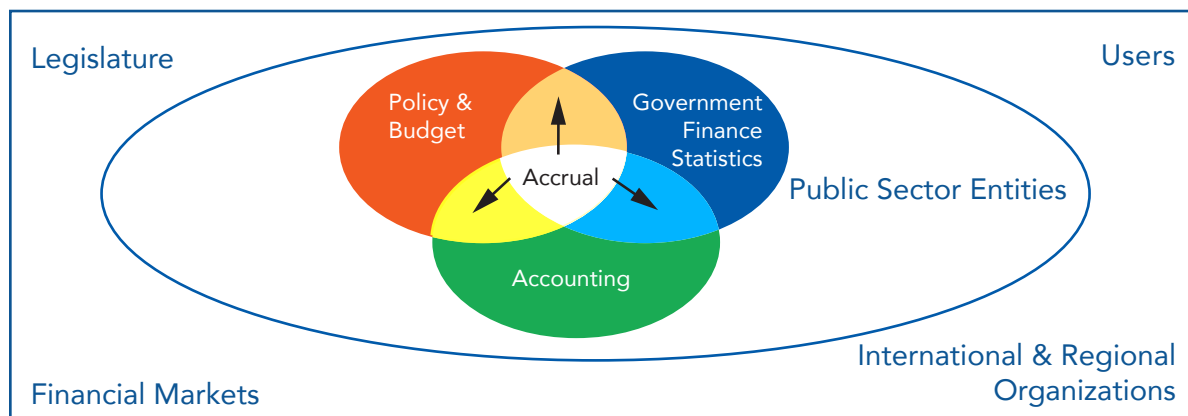 Legislature
Users
Policy &
Budget
Government
Finance
Statistics
Accrual
Public Sector Entities
Accounting
International & Regional
Organizations
Financial Markets